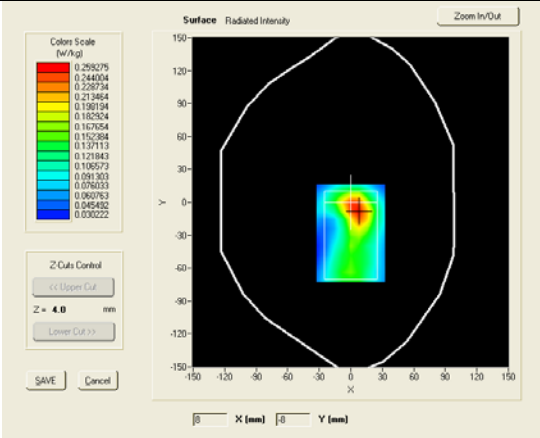 Surface Radiated Intensity
Zoom In/Out
Colors Scale
(W/kg)
0.259275
0.244004
0.228734
0.213464
0.198194
0.182924
0.167654
0.152384
0.137113
0.121843
0.106573
0.091303
0.076033
0.060763
0.045492
0.030222
Z-Cuts Control
<< Upper Cut
Z = 4.0 mm
Lower Cut >>
SAVE Cancel
150
120
90
60
30
0
-30
-60
-90
-120
-150
Y
-150 -120 -90 -60 -30 0 30 60 90 120 150
X
8 X (mm) -8 Y (mm)